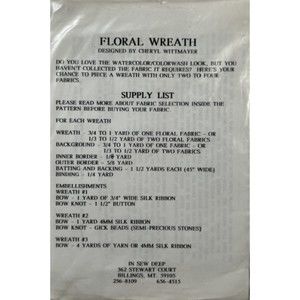 FLORAL WREATH
DESIGNED BY CHERYL WITTMAYER
DO YOU LOVE THE WATERCOLOR/COLORWASH LOOK, BUT YOU
HAVEN'T COLLECTED THE FABRIC IT REQUIRES? HERE'S YOUR
CHANCE TO PIECE A WREATH WITH ONLY TWO TO FOUR
FABRICS.
SUPPLY LIST
PLEASE READ MORE ABOUT FABRIC SELECTION INSIDE THE
PATTERN BEFORE BUYING YOUR FABRIC.
FOR EACH WREATH
WREATH - 3/4 TO 1 YARD OF ONE FLORAL FABRIC - OR
1/3 TO 1/2 YARD OF TWO FLORAL FABRICS
BACKGROUND - 3/4 TO 1 YARD OF ONE FABRIC - OR
1/3 TO 1/2 YARD OF TWO FABRICS
INNER BORDER - 1/8 YARD
OUTER BORDER - 5/8 YARD
BATTING AND BACKING - 1 1/2 YARDS EACH (45" WIDE)
BINDING - 1/4 YARD
EMBELLISHMENTS
WREATH #1
BOW - 1 YARD OF 3/4" WIDE SILK RIBBON
BOW KNOT - 1 1/2" BUTTON
WREATH #2
BOW - 1 YARD 4MM SILK RIBBON
BOW KNOT - GICK BEADS (SEMI-PRECIOUS STONES)
WREATH #3
BOW - 4 YARDS OF YARN OR 4MM SILK RIBBON
IN SEW DEEP
362 STEWART COURT
BILLINGS, MT. 59105
256-8109 656-4515